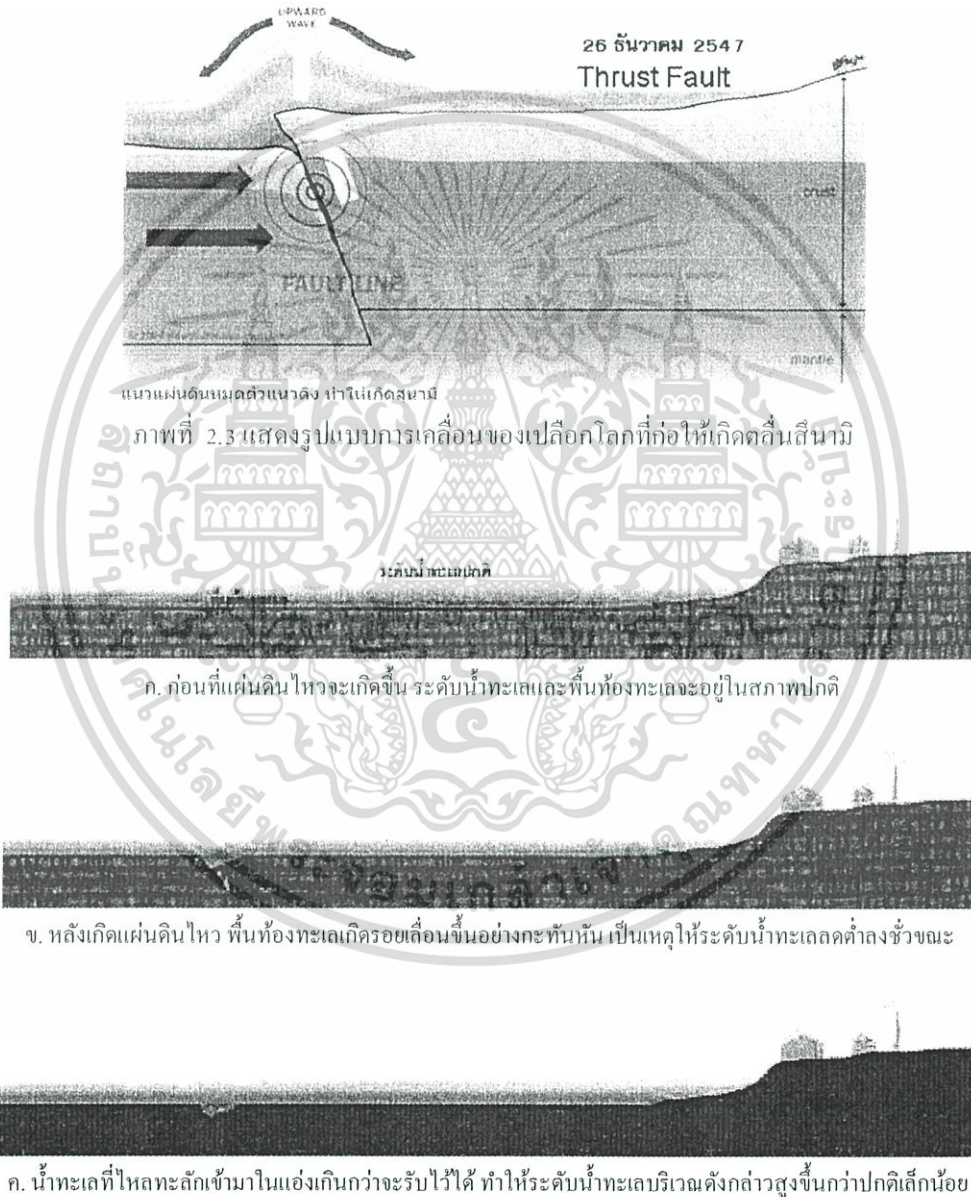 UPWARD
WAVE
26 ธันวาคม 2547
Thrust Fault
crust
FAULT LINE
mantle
แนวแผ่นดินหมุดตัวแนวดิ่ง ทำให้เกิดสนามิ
ภาพที่ 2.3 แสดงรูปแบบการเคลื่อนของเปลือกโลกที่ก่อให้เกิดคลื่นสึนามิ
ระดับน้ำทะเลปกติ
ก. ก่อนที่แผ่นดินไหวจะเกิดขึ้น ระดับน้ำทะเลและพื้นท้องทะเลจะอยู่ในสภาพปกติ
ข. หลังเกิดแผ่นดินไหว พื้นท้องทะเลเกิดรอยเลื่อนขึ้นอย่างกะทันหัน เป็นเหตุให้ระดับน้ำทะเลลดต่ำลงชั่วขณะ
ค. น้ำทะเลที่ไหลทะลักเข้ามาในแอ่งเกินกว่าจะรับไว้ได้ ทำให้ระดับน้ำทะเลบริเวณดังกล่าวสูงขึ้นกว่าปกติเล็กน้อย